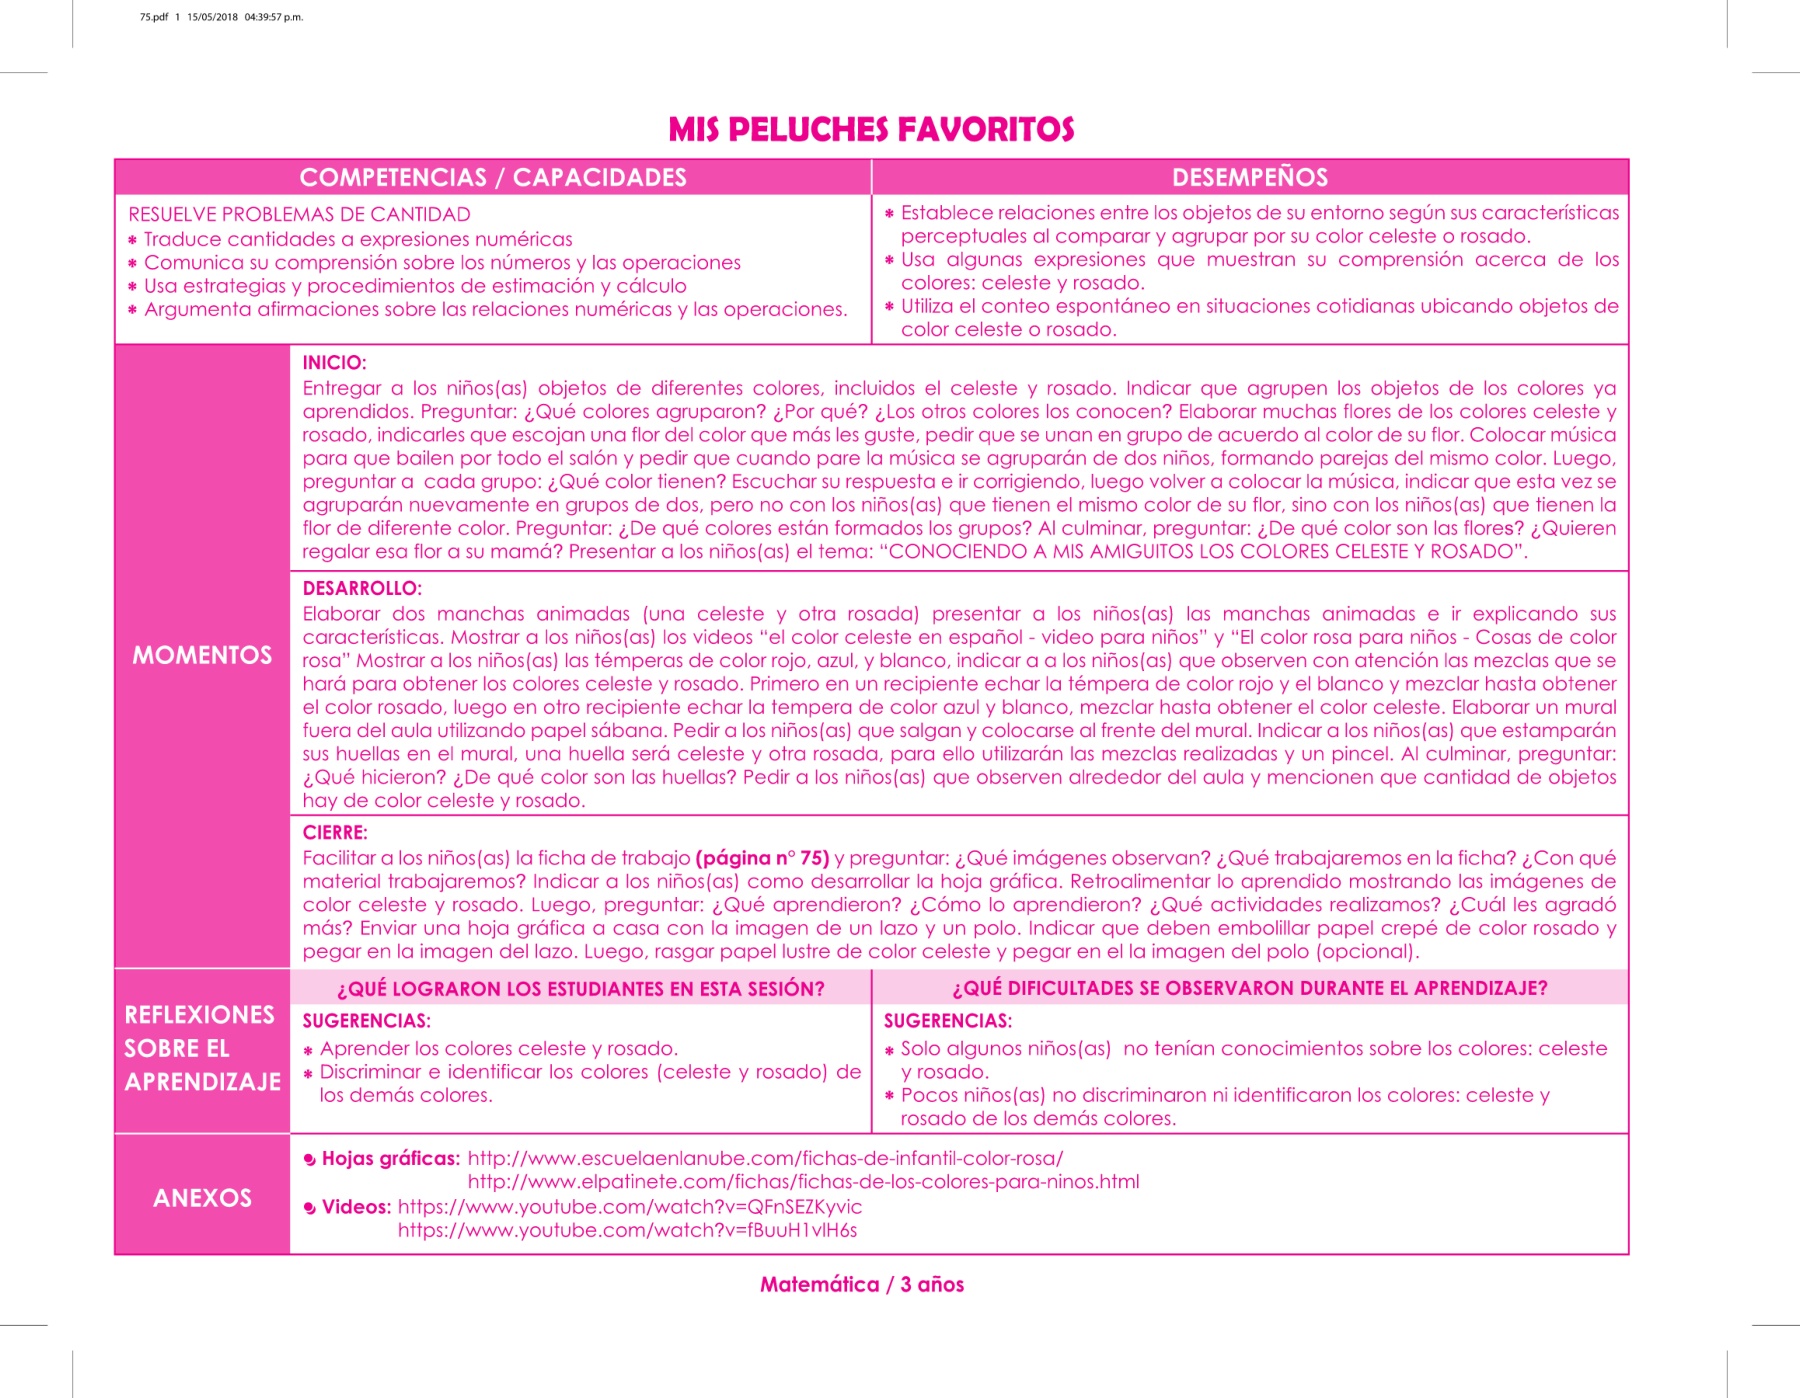 75.pdf 1 15/05/2018 04:39:57 p.m.
MIS PELUCHES FAVORITOS
COMPETENCIAS / CAPACIDADES
DESEMPEÑOS
RESUELVE PROBLEMAS DE CANTIDAD
* Traduce cantidades a expresiones numéricas
* Comunica su comprensión sobre los números y las operaciones
* Usa estrategias y procedimientos de estimación y cálculo
* Argumenta afirmaciones sobre las relaciones numéricas y las operaciones.
* Establece relaciones entre los objetos de su entorno según sus características
perceptuales al comparar y agrupar por su color celeste o rosado.
* Usa algunas expresiones que muestran su comprensión acerca de los
colores: celeste y rosado.
* Utiliza el conteo espontáneo en situaciones cotidianas ubicando objetos de
color celeste o rosado.
MOMENTOS
INICIO:
Entregar a los niños(as) objetos de diferentes colores, incluidos el celeste y rosado. Indicar que agrupen los objetos de los colores ya
aprendidos. Preguntar: ¿Qué colores agruparon? ¿Por qué? ¿Los otros colores los conocen? Elaborar muchas flores de los colores celeste y
rosado, indicarles que escojan una flor del color que más les guste, pedir que se unan en grupo de acuerdo al color de su flor. Colocar música
para que bailen por todo el salón y pedir que cuando pare la música se agruparán de dos niños, formando parejas del mismo color. Luego,
preguntar a cada grupo: ¿Qué color tienen? Escuchar su respuesta e ir corrigiendo, luego volver a colocar la música, indicar que esta vez se
agruparán nuevamente en grupos de dos, pero no con los niños(as) que tienen el mismo color de su flor, sino con los niños(as) que tienen la
flor de diferente color. Preguntar: ¿De qué colores están formados los grupos? Al culminar, preguntar: ¿De qué color son las flores? ¿Quieren
regalar esa flor a su mamá? Presentar a los niños(as) el tema: “CONOCIENDO A MIS AMIGUITOS LOS COLORES CELESTE Y ROSADO”.
DESARROLLO:
Elaborar dos manchas animadas (una celeste y otra rosada) presentar a los niños(as) las manchas animadas e ir explicando sus
características. Mostrar a los niños(as) los videos “el color celeste en español - video para niños” y “El color rosa para niños - Cosas de color
rosa” Mostrar a los niños(as) las témperas de color rojo, azul, y blanco, indicar a a los niños(as) que observen con atención las mezclas que se
hará para obtener los colores celeste y rosado. Primero en un recipiente echar la témpera de color rojo y el blanco y mezclar hasta obtener
el color rosado, luego en otro recipiente echar la tempera de color azul y blanco, mezclar hasta obtener el color celeste. Elaborar un mural
fuera del aula utilizando papel sábana. Pedir a los niños(as) que salgan y colocarse al frente del mural. Indicar a los niños(as) que estamparán
sus huellas en el mural, una huella será celeste y otra rosada, para ello utilizarán las mezclas realizadas y un pincel. Al culminar, preguntar:
¿Qué hicieron? ¿De qué color son las huellas? Pedir a los niños(as) que observen alrededor del aula y mencionen que cantidad de objetos
hay de color celeste y rosado.
CIERRE:
Facilitar a los niños(as) la ficha de trabajo (página n° 75) y preguntar: ¿Qué imágenes observan? ¿Qué trabajaremos en la ficha? ¿Con qué
material trabajaremos? Indicar a los niños(as) como desarrollar la hoja gráfica. Retroalimentar lo aprendido mostrando las imágenes de
color celeste y rosado. Luego, preguntar: ¿Qué aprendieron? ¿Cómo lo aprendieron? ¿Qué actividades realizamos? ¿Cuál les agradó
más? Enviar una hoja gráfica a casa con la imagen de un lazo y un polo. Indicar que deben embolillar papel crepé de color rosado y
pegar en la imagen del lazo. Luego, rasgar papel lustre de color celeste y pegar en el la imagen del polo (opcional).
REFLEXIONES
SOBRE EL
APRENDIZAJE
¿QUÉ LOGRARON LOS ESTUDIANTES EN ESTA SESIÓN?
SUGERENCIAS:
* Aprender los colores celeste y rosado.
* Discriminar e identificar los colores (celeste y rosado) de
los demás colores.
¿QUÉ DIFICULTADES SE OBSERVARON DURANTE EL APRENDIZAJE?
SUGERENCIAS:
* Solo algunos niños(as) no tenían conocimientos sobre los colores: celeste
y rosado.
* Pocos niños(as) no discriminaron ni identificaron los colores: celeste y
rosado de los demás colores.
ANEXOS
Hojas gráficas: http://www.escuelaenlanube.com/fichas-de-infantil-color-rosa/
http://www.elpatinete.com/fichas/fichas-de-los-colores-para-ninos.html
Videos: https://www.youtube.com/watch?v=QFnSEZKyvic
https://www.youtube.com/watch?v=fBuuH1vlH6s
Matemática / 3 años